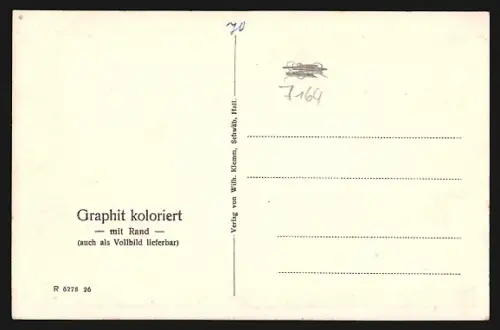 70
7164
Graphit koloriert
— mit Rand —
(auch als Vollbild lieferbar)
R 6278 26
Verlag von Wilh. Klemm, Schwäb. Hall.